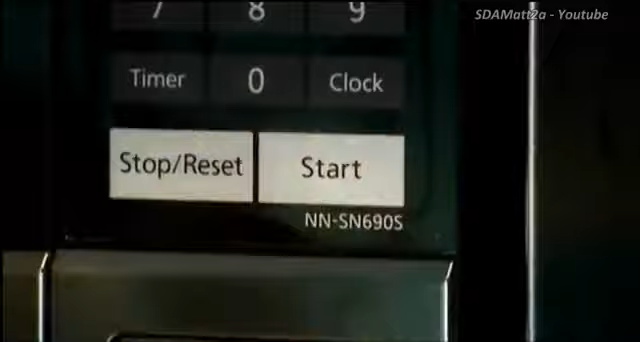 SDAMatt2a - Youtube
7 8 9
Timer 0 Clock
Stop/Reset Start
NN-SN690S